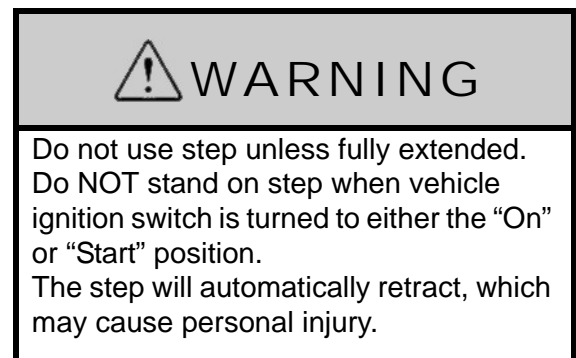 WARNING
Do not use step unless fully extended.
Do NOT stand on step when vehicle
ignition switch is turned to either the “On”
or “Start” position.
The step will automatically retract, which
may cause personal injury.